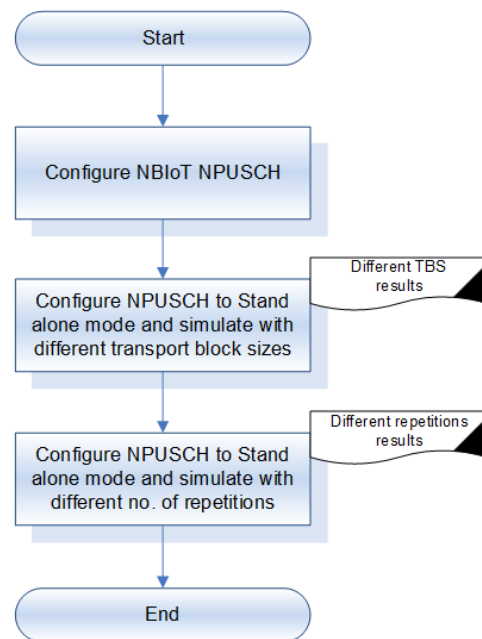 Start
Configure NBIoT NPUSCH
Different TBS
results
Configure NPUSCH to Stand
alone mode and simulate with
different transport block sizes
Different repetitions
results
Configure NPUSCH to Stand
alone mode and simulate with
different no. of repetitions
End